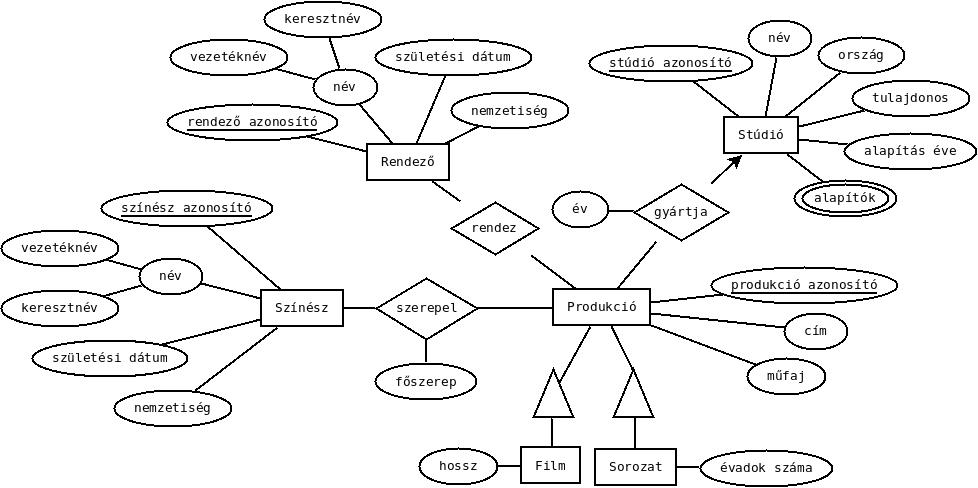 keresztnév
vezetéknév
születési dátum
név
nemzetiség
rendező azonosító
Rendező
név
stúdió azonosító
ország
tulajdonos
Stúdió
alapítás éve
alapítók
színész azonosító
vezetéknév
név
keresztnév
születési dátum
nemzetiség
Színész
szerepel
főszerep
rendez
év
gyártja
Produkció
produkció azonosító
cím
műfaj
hossz
Film
Sorozat
évadok száma